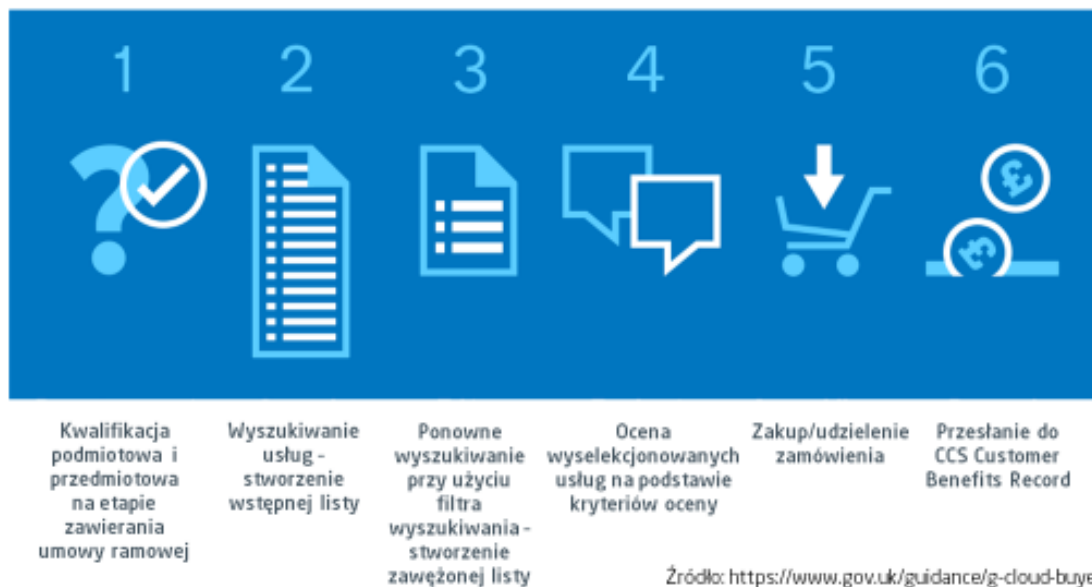 1
2
3
4
5
6
Kwalifikacja
podmiotowa i
przedmiotowa
na etapie
zawierania
umowy ramowej
Wyszukiwanie
usług -
stworzenie
wstępnej listy
Ponowne
wyszukiwanie
przy użyciu
filtra
wyszukiwania -
stworzenie
zawężonej listy
Ocena
wyselekcjonowanych
usług na podstawie
kryteriów oceny
Zakup/udzielenie
zamówienia
Przesłanie do
CCS Customer
Benefits Record
£
£
Źródło: https://www.gov.uk/guidance/g-cloud-buye